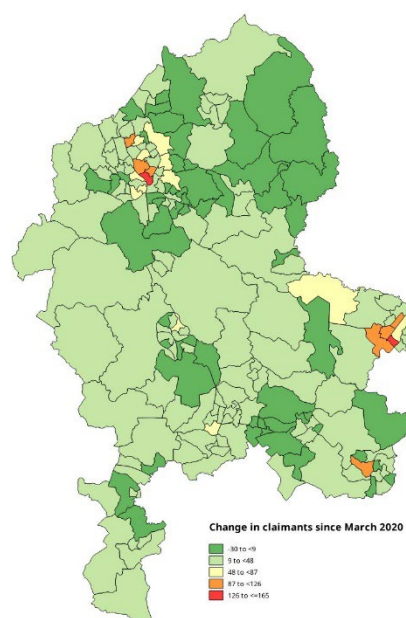 Change in claimants since March 2020
-30 to <9
9 to <48
48 to <87
87 to <126
126 to <=165